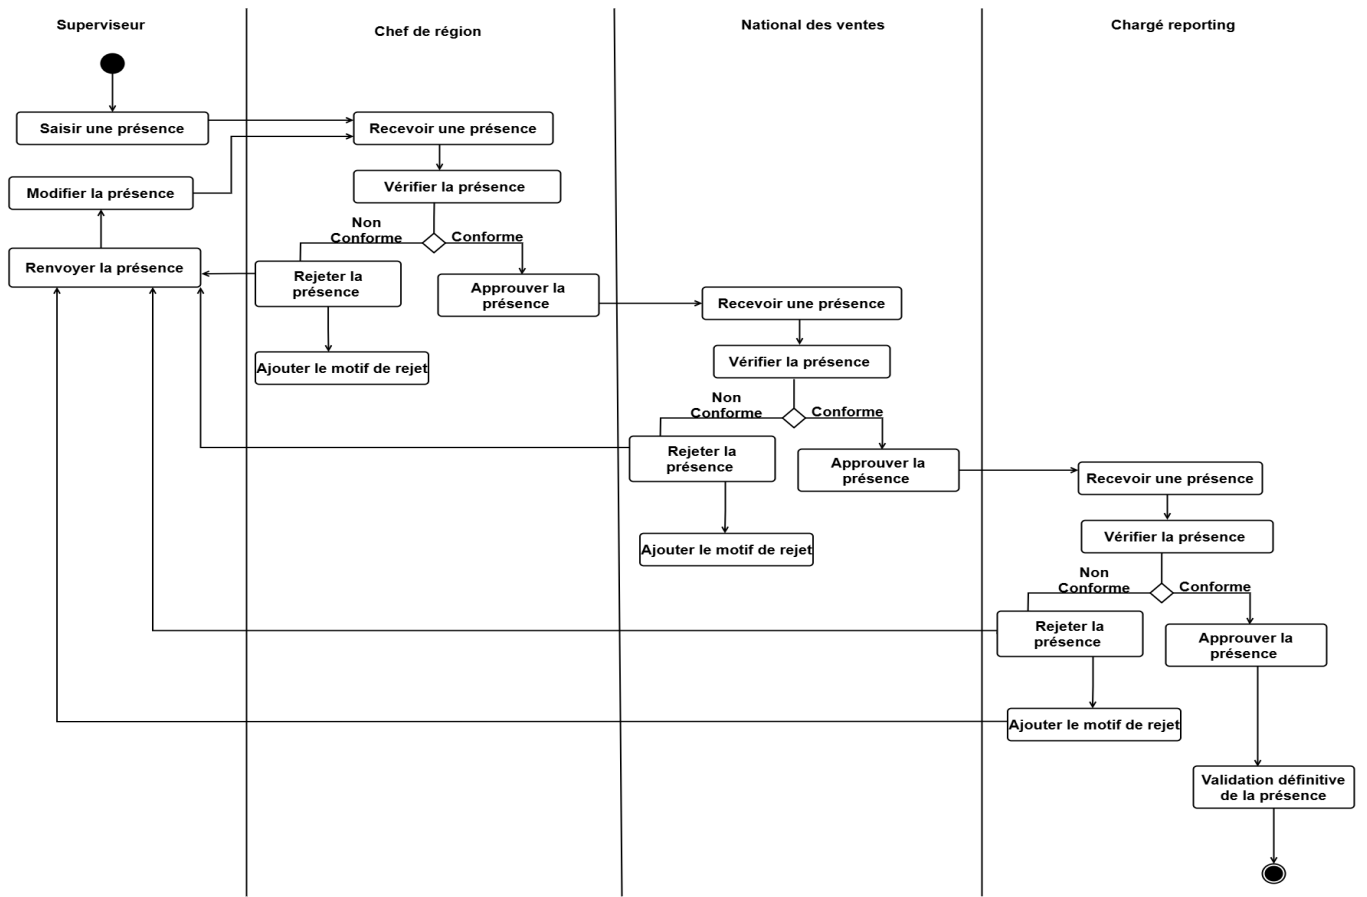 Superviseur
Chef de région
National des ventes
Chargé reporting
Saisir une présence
Recevoir une présence
Modifier la présence
Vérifier la présence
Non
Conforme
Conforme
Renvoyer la présence
Rejeter la
présence
Approuver la
présence
Ajouter le motif de rejet
Recevoir une présence
Vérifier la présence
Non
Conforme
Conforme
Rejeter la
présence
Approuver la
présence
Ajouter le motif de rejet
Recevoir une présence
Vérifier la présence
Non
Conforme
Conforme
Rejeter la
présence
Approuver la
présence
Ajouter le motif de rejet
Validation définitive
de la présence